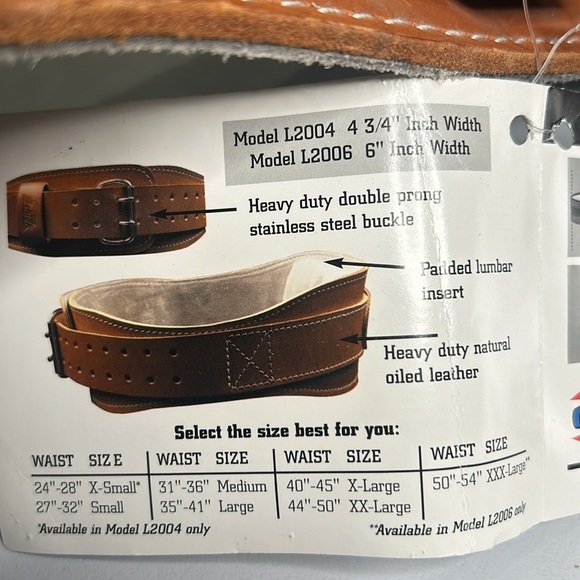 Model L2004 4 3/4" Inch Width
Model L2006 6" Inch Width
Heavy duty double prong
stainless steel buckle
Padded lumbar
insert
Heavy duty natural
oiled leather
Select the size best for you:
WAIST SIZE WAIST SIZE WAIST SIZE WAIST SIZE
24"-28" X-Small* 31"-36" Medium 40"-45" X-Large 50"-54" XXX-Large**
27"-32" Small 35"-41" Large 44"-50" XX-Large
*Available in Model L2004 only **Available in Model L2006 only